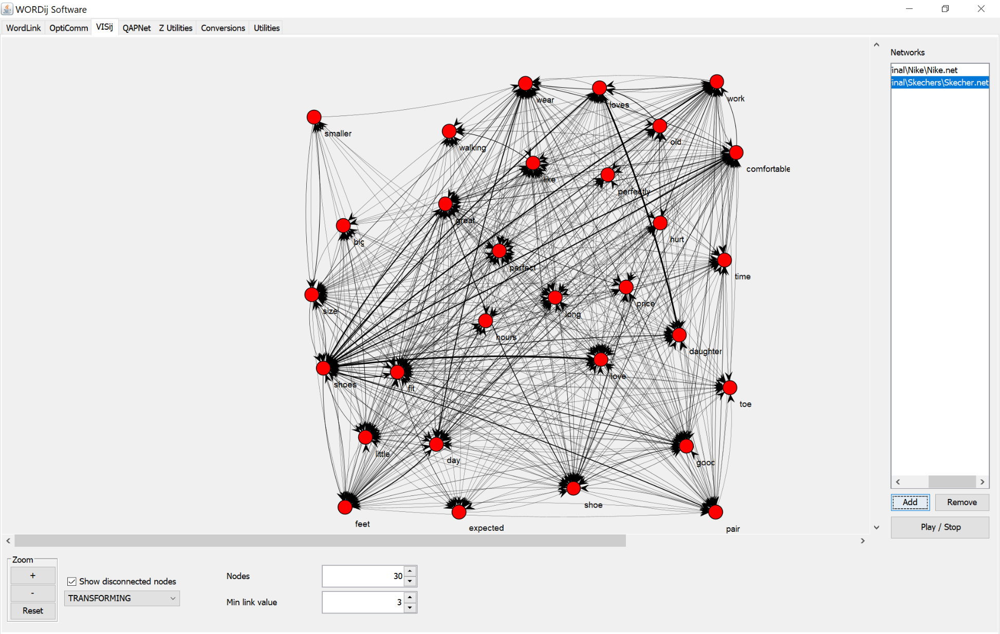 WORDij Software
WordLink OptiComm VISij QAPNet Z Utilities Conversions Utilities
Networks
inal\Nike\Nike.net
inal\Skechers\Skecher.net
wear
loves
work
smaller
walking
old
comfortable
like
perfectly
great
big
hurt
perfect
time
size
long
price
hours
daughter
shoes
fit
love
toe
little
day
good
shoe
feet
expected
pair
Add Remove
Play / Stop
Zoom
+
-
Reset
Show disconnected nodes
TRANSFORMING
Nodes 30
Min link value 3